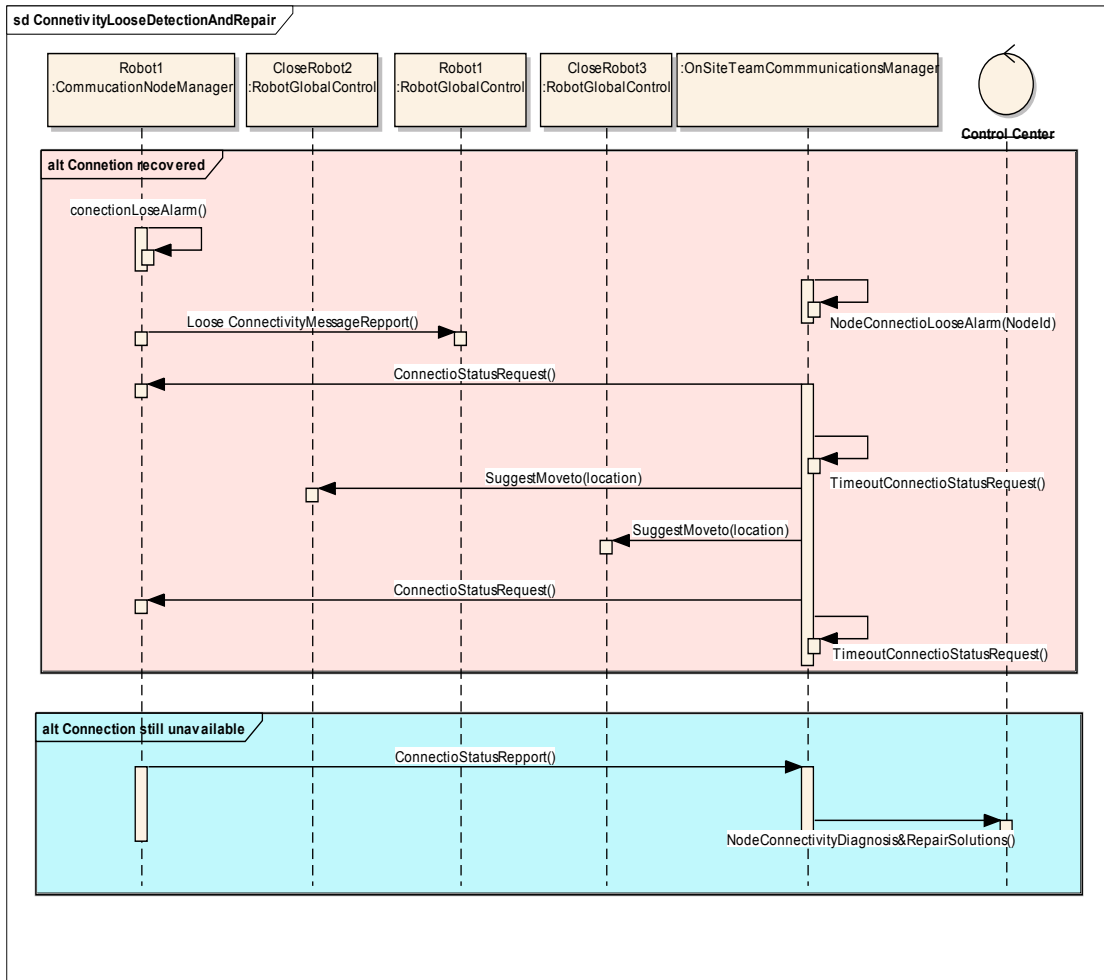 sd ConnetivityLooseDetectionAndRepair
Robot1
:CommucationNodeManager
CloseRobot2
:RobotGlobalControl
Robot1
:RobotGlobalControl
CloseRobot3
:RobotGlobalControl
:OnSiteTeamCommmunicationsManager
Control Center
alt Connetion recovered
conectionLoseAlarm()
NodeConnectioLooseAlarm(NodeId)
Loose ConnectivityMessageRepport()
ConnectioStatusRequest()
TimeoutConnectioStatusRequest()
SuggestMoveto(location)
SuggestMoveto(location)
ConnectioStatusRequest()
TimeoutConnectioStatusRequest()
alt Connection still unavailable
ConnectioStatusRepport()
NodeConnectivityDiagnosis&RepairSolutions()